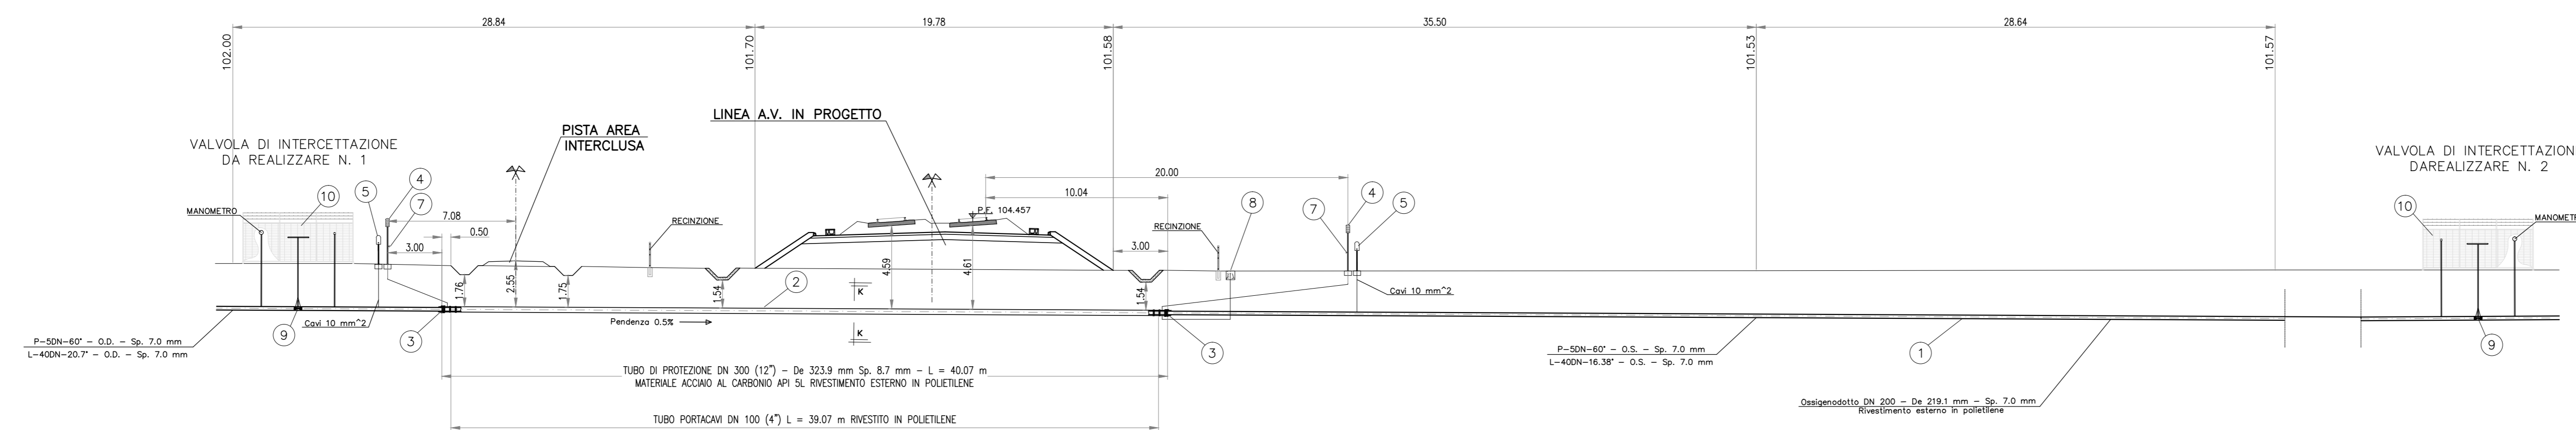 28.84
19.78
35.50
28.64
102.00
101.70
101.58
101.53
101.57
VALVOLA DI INTERCETTAZIONE
DA REALIZZARE N. 1
PISTA AREA
INTERCLUSA
LINEA A.V. IN PROGETTO
VALVOLA DI INTERCETTAZION
DAREALIZZARE N. 2
20.00
10.04
10
5
4
7
MANOMETRO
7.08
0.50
3.00
RECINZIONE
P.F. 104.457
RECINZIONE
3.00
8
7
4
5
10
MANOMET
1.76
2.55
1.75
1.54
2
K
4.59
4.61
1.54
Cavi 10 mm^2
Cavi 10 mm^2
Pendenza 0.5%
K
9
3
3
1
9
P-5DN-60° - O.D. - Sp. 7.0 mm
L-40DN-20.7° - O.D. - Sp. 7.0 mm
P-5DN-60° - O.S. - Sp. 7.0 mm
L-40DN-16.38° - O.S. - Sp. 7.0 mm
TUBO DI PROTEZIONE DN 300 (12") - De 323.9 mm Sp. 8.7 mm - L = 40.07 m
MATERIALE ACCIAIO AL CARBONIO API 5L RIVESTIMENTO ESTERNO IN POLIETILENE
Ossigenodotto DN 200 - De 219.1 mm - Sp. 7.0 mm
Rivestimento esterno in polietilene
TUBO PORTACAVI DN 100 (4") L = 39.07 m RIVESTITO IN POLIETILENE